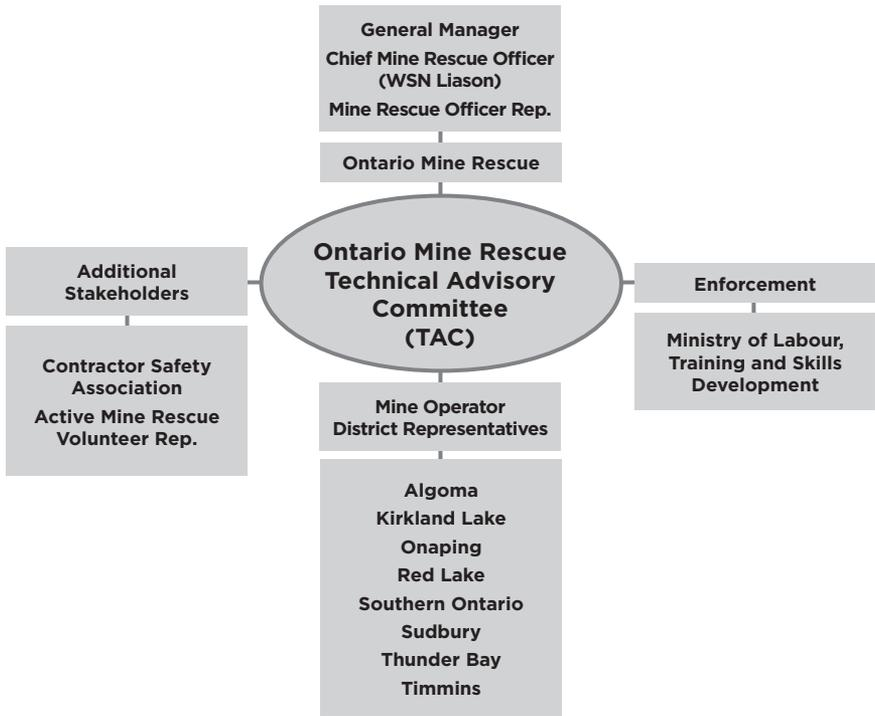 General Manager
Chief Mine Rescue Officer
(WSN Liason)
Mine Rescue Officer Rep.
Ontario Mine Rescue
Ontario Mine Rescue
Technical Advisory
Committee
(TAC)
Additional
Stakeholders
Contractor Safety
Association
Active Mine Rescue
Volunteer Rep.
Enforcement
Ministry of Labour,
Training and Skills
Development
Mine Operator
District Representatives
Algoma
Kirkland Lake
Onaping
Red Lake
Southern Ontario
Sudbury
Thunder Bay
Timmins